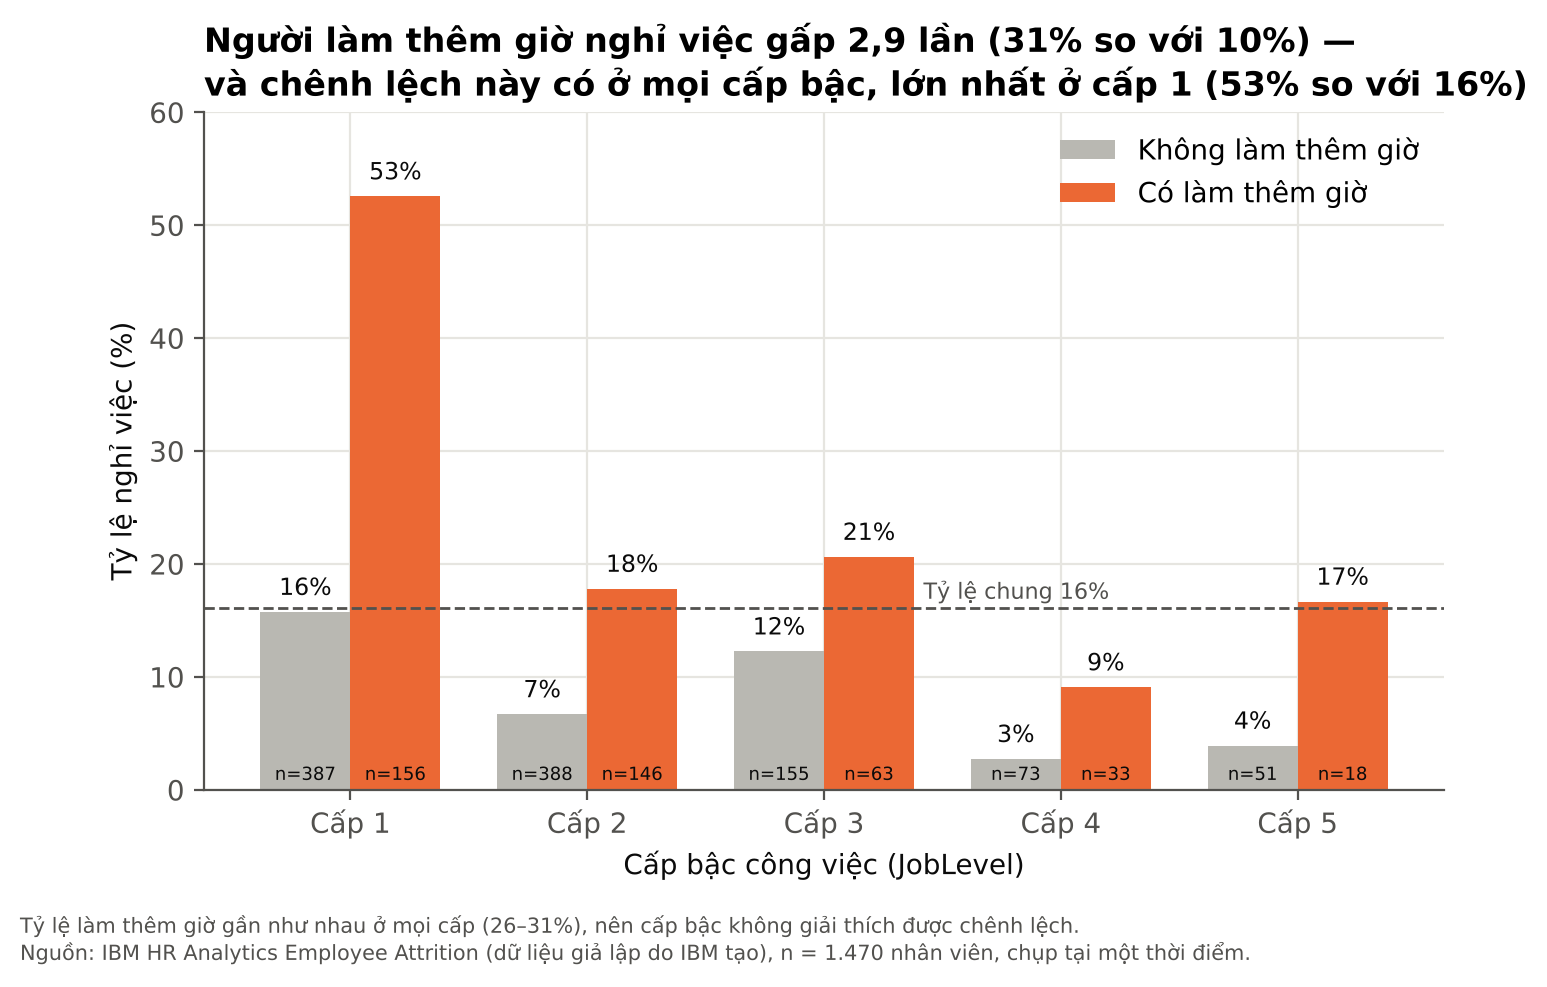 Người làm thêm giờ nghỉ việc gấp 2,9 lần (31% so với 10%) —
và chênh lệch này có ở mọi cấp bậc, lớn nhất ở cấp 1 (53% so với 16%)
Không làm thêm giờ
Có làm thêm giờ
Tỷ lệ nghỉ việc (%)
60
50
40
30
20
10
0
53%
16%
18%
7%
21%
12%
Tỷ lệ chung 16%
9%
3%
17%
4%
n=387 n=156 n=388 n=146 n=155 n=63 n=73 n=33 n=51 n=18
Cấp 1 Cấp 2 Cấp 3 Cấp 4 Cấp 5
Cấp bậc công việc (JobLevel)
Tỷ lệ làm thêm giờ gần như nhau ở mọi cấp (26–31%), nên cấp bậc không giải thích được chênh lệch.
Nguồn: IBM HR Analytics Employee Attrition (dữ liệu giả lập do IBM tạo), n = 1.470 nhân viên, chụp tại một thời điểm.